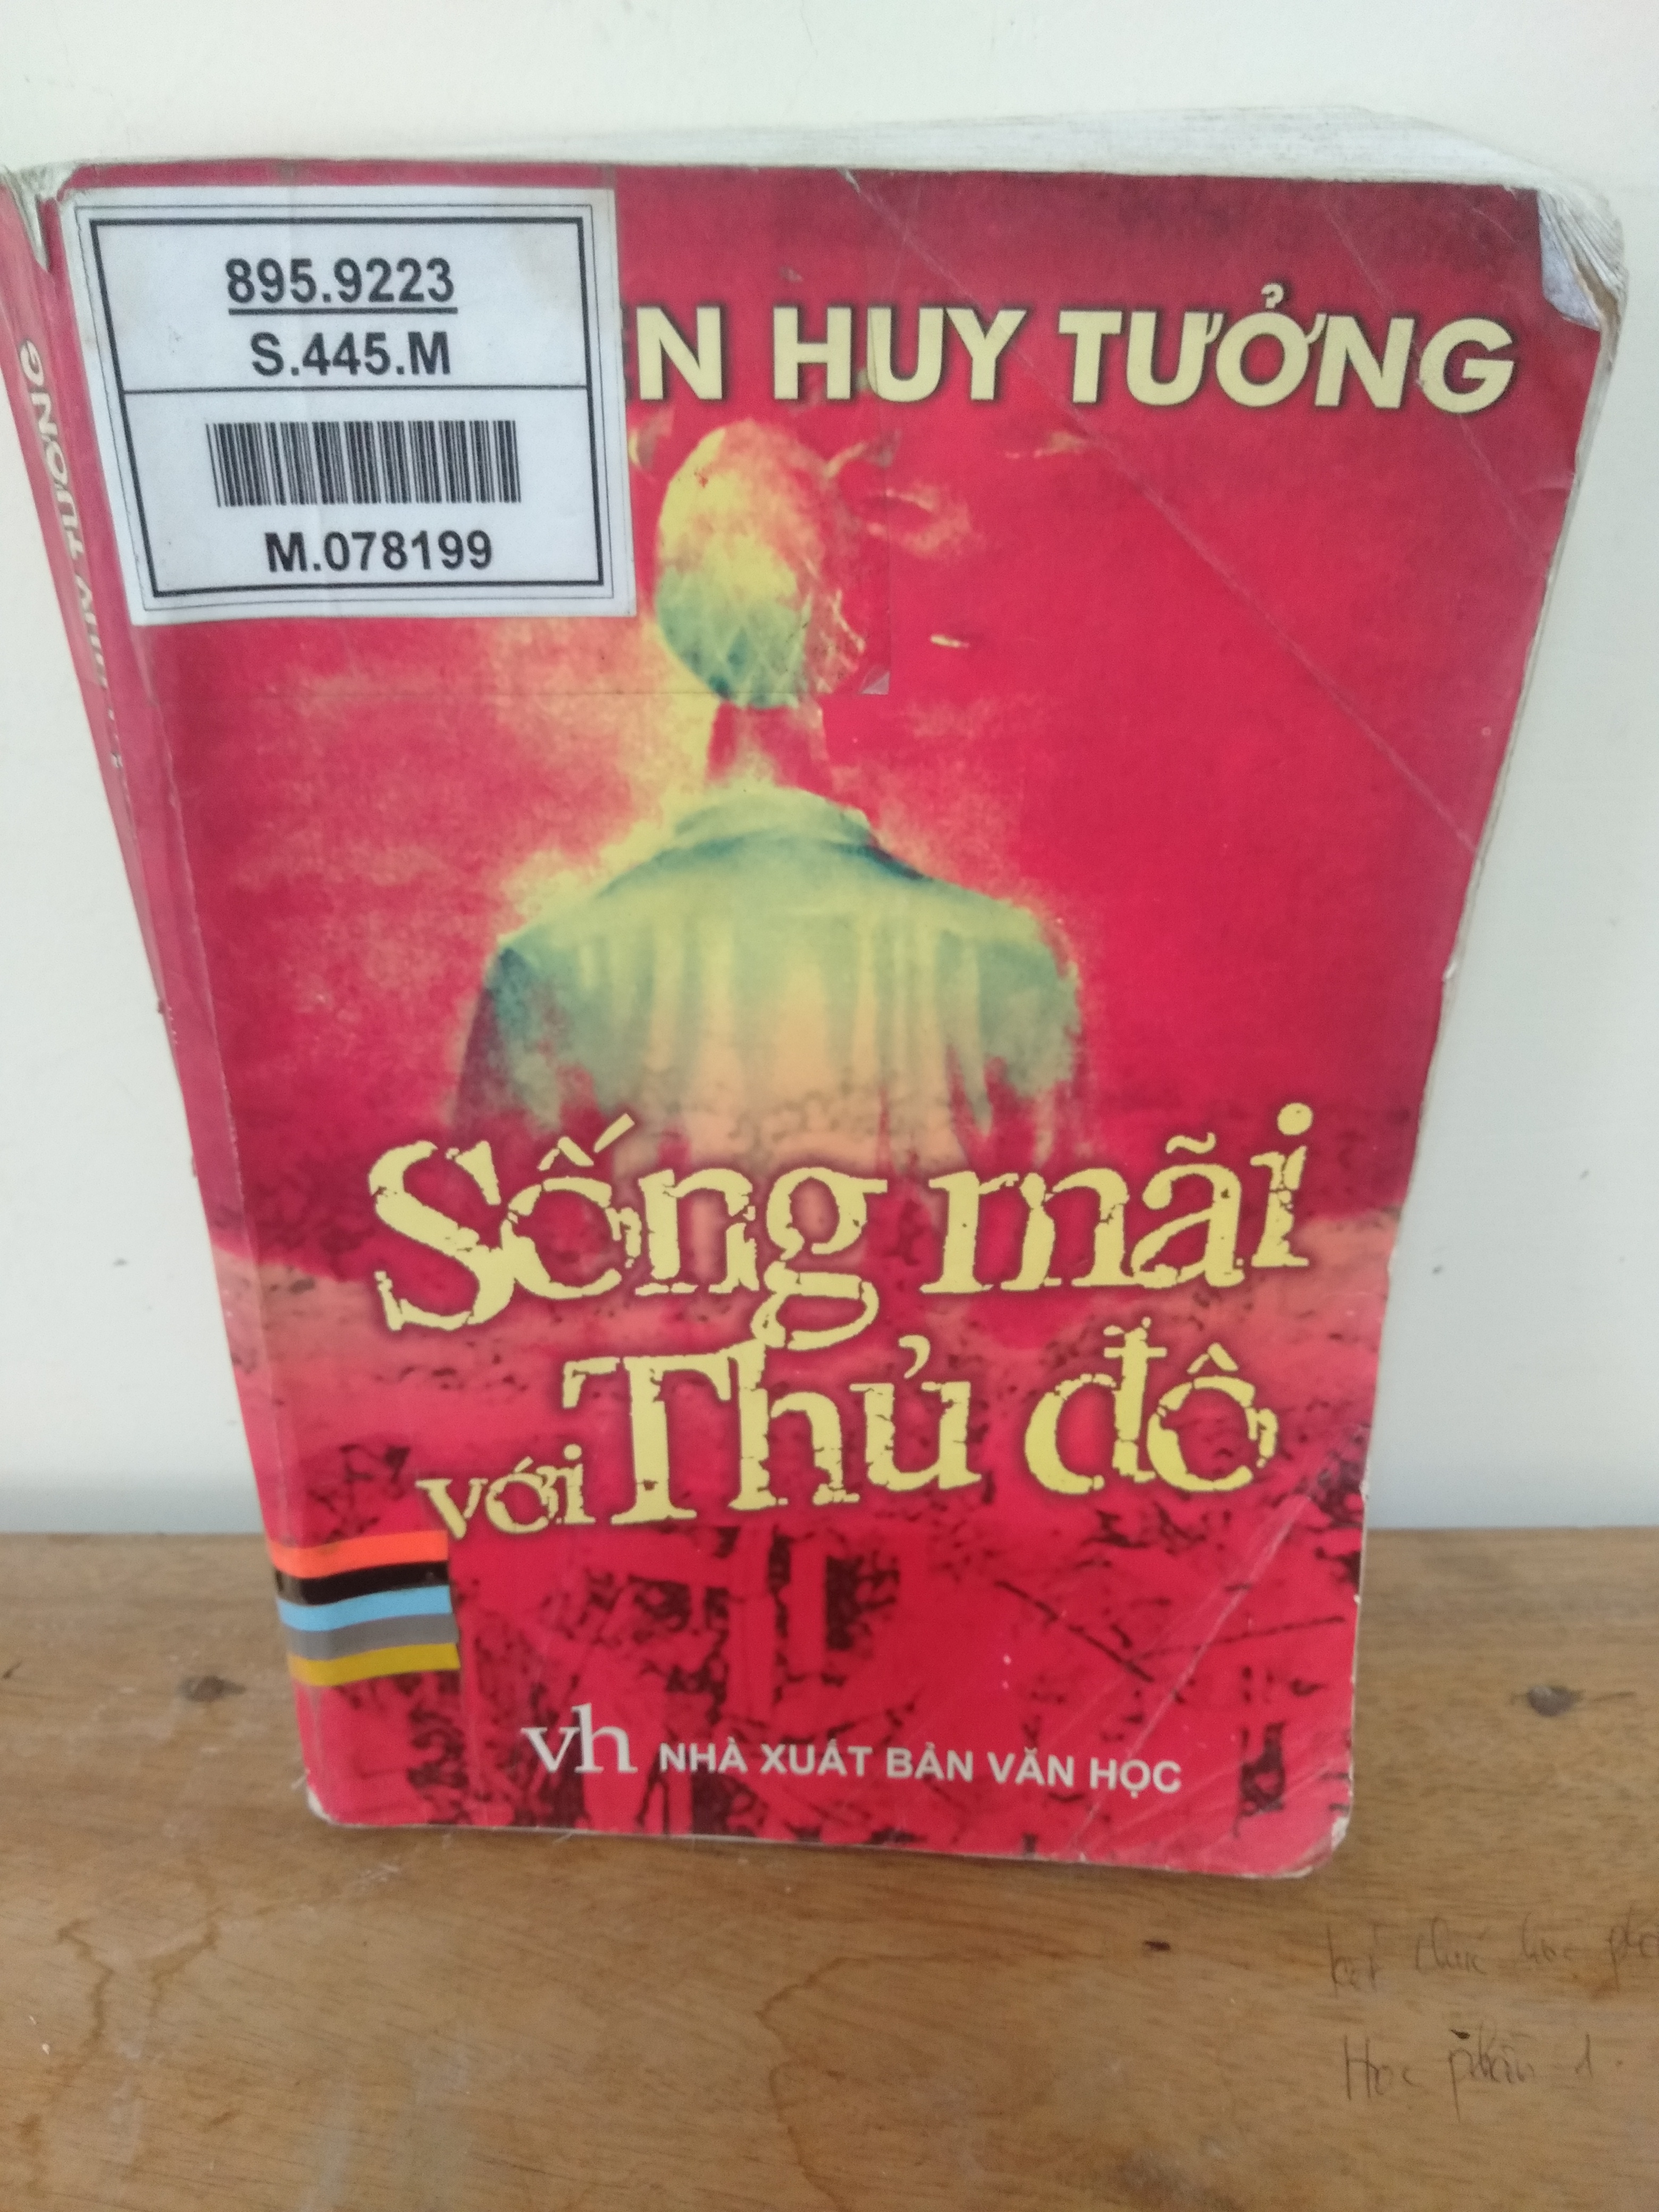 895.9223
S.445.M
M.078199
N HUY TƯỞNG
TƯỞNG
Sống mãi
với Thủ đô
vh NHÀ XUẤT BẢN VĂN HỌC
Học phần 1